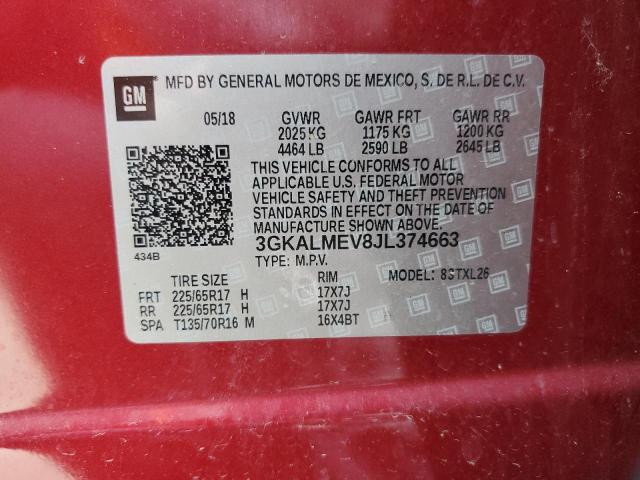 GM MFD BY GENERAL MOTORS DE MEXICO, S. DE R.L. DE C.V.
05/18 GVWR GAWR FRT GAWR RR
2025 KG 1175 KG 1200 KG
4464 LB 2590 LB 2645 LB
THIS VEHICLE CONFORMS TO ALL
APPLICABLE U.S. FEDERAL MOTOR
VEHICLE SAFETY AND THEFT PREVENTION
STANDARDS IN EFFECT ON THE DATE OF
MANUFACTURE SHOWN ABOVE.
434B 3GKALMEV8JL374663
TYPE: M.P.V. MODEL: 8STXL26
TIRE SIZE RIM
FRT 225/65R17 H 17X7J
RR 225/65R17 H 17X7J
SPA T135/70R16 M 16X4BT